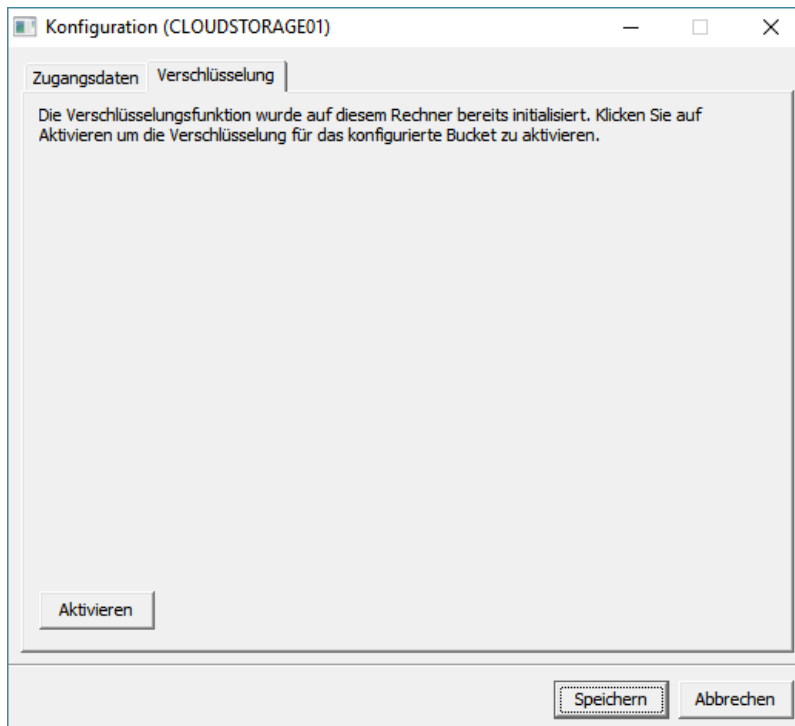 Konfiguration (CLOUDSTORAGE01)
Zugangsdaten Verschlüsselung
Die Verschlüsselungsfunktion wurde auf diesem Rechner bereits initialisiert. Klicken Sie auf
Aktivieren um die Verschlüsselung für das konfigurierte Bucket zu aktivieren.
Aktivieren
Speichern Abbrechen